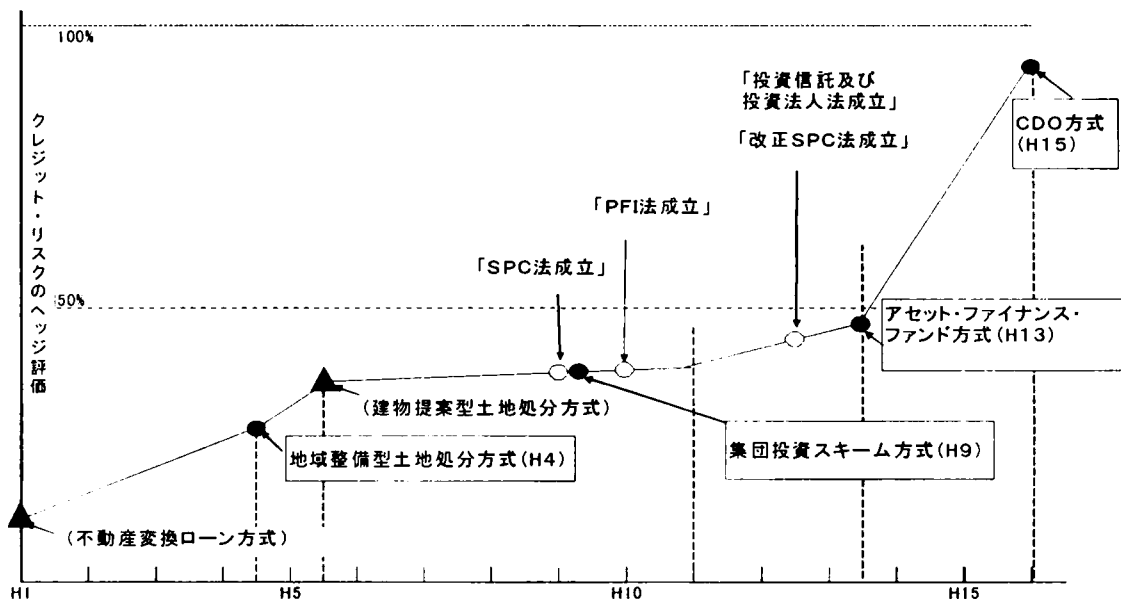 100%
「投資信託及び
投資法人法成立」
「改正SPC法成立」
CDO方式
(H15)
クレジット・リスクのヘッジ評価
「PFI法成立」
「SPC法成立」
50%
アセット・ファイナンス・
ファンド方式(H13)
(建物提案型土地処分方式)
地域整備型土地処分方式(H4)
集団投資スキーム方式(H9)
(不動産変換ローン方式)
H1
H5
H10
H15